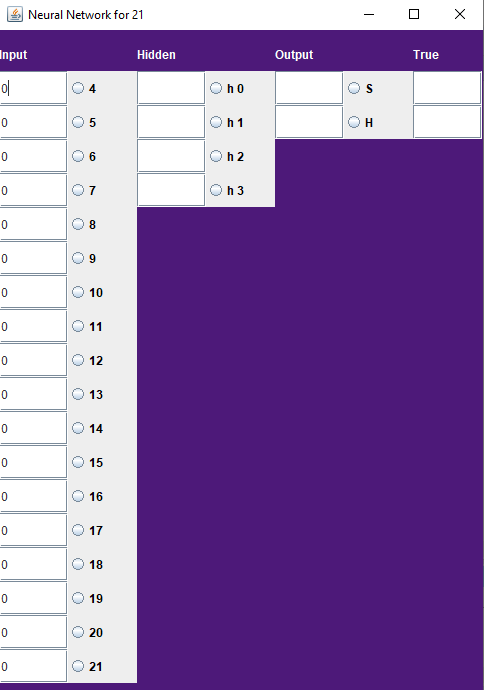 Neural Network for 21
Input Hidden Output True
0 4 h 0 S
0 5 h 1 H
0 6 h 2
0 7 h 3
0 8
0 9
0 10
0 11
0 12
0 13
0 14
0 15
0 16
0 17
0 18
0 19
0 20
0 21